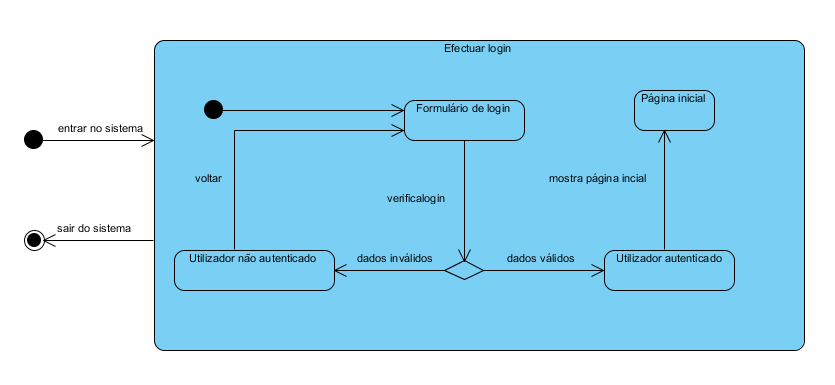 Efectuar login
Formulário de login
Página inicial
entrar no sistema
voltar
mostra página incial
verificalogin
sair do sistema
Utilizador não autenticado
dados inválidos
dados válidos
Utilizador autenticado